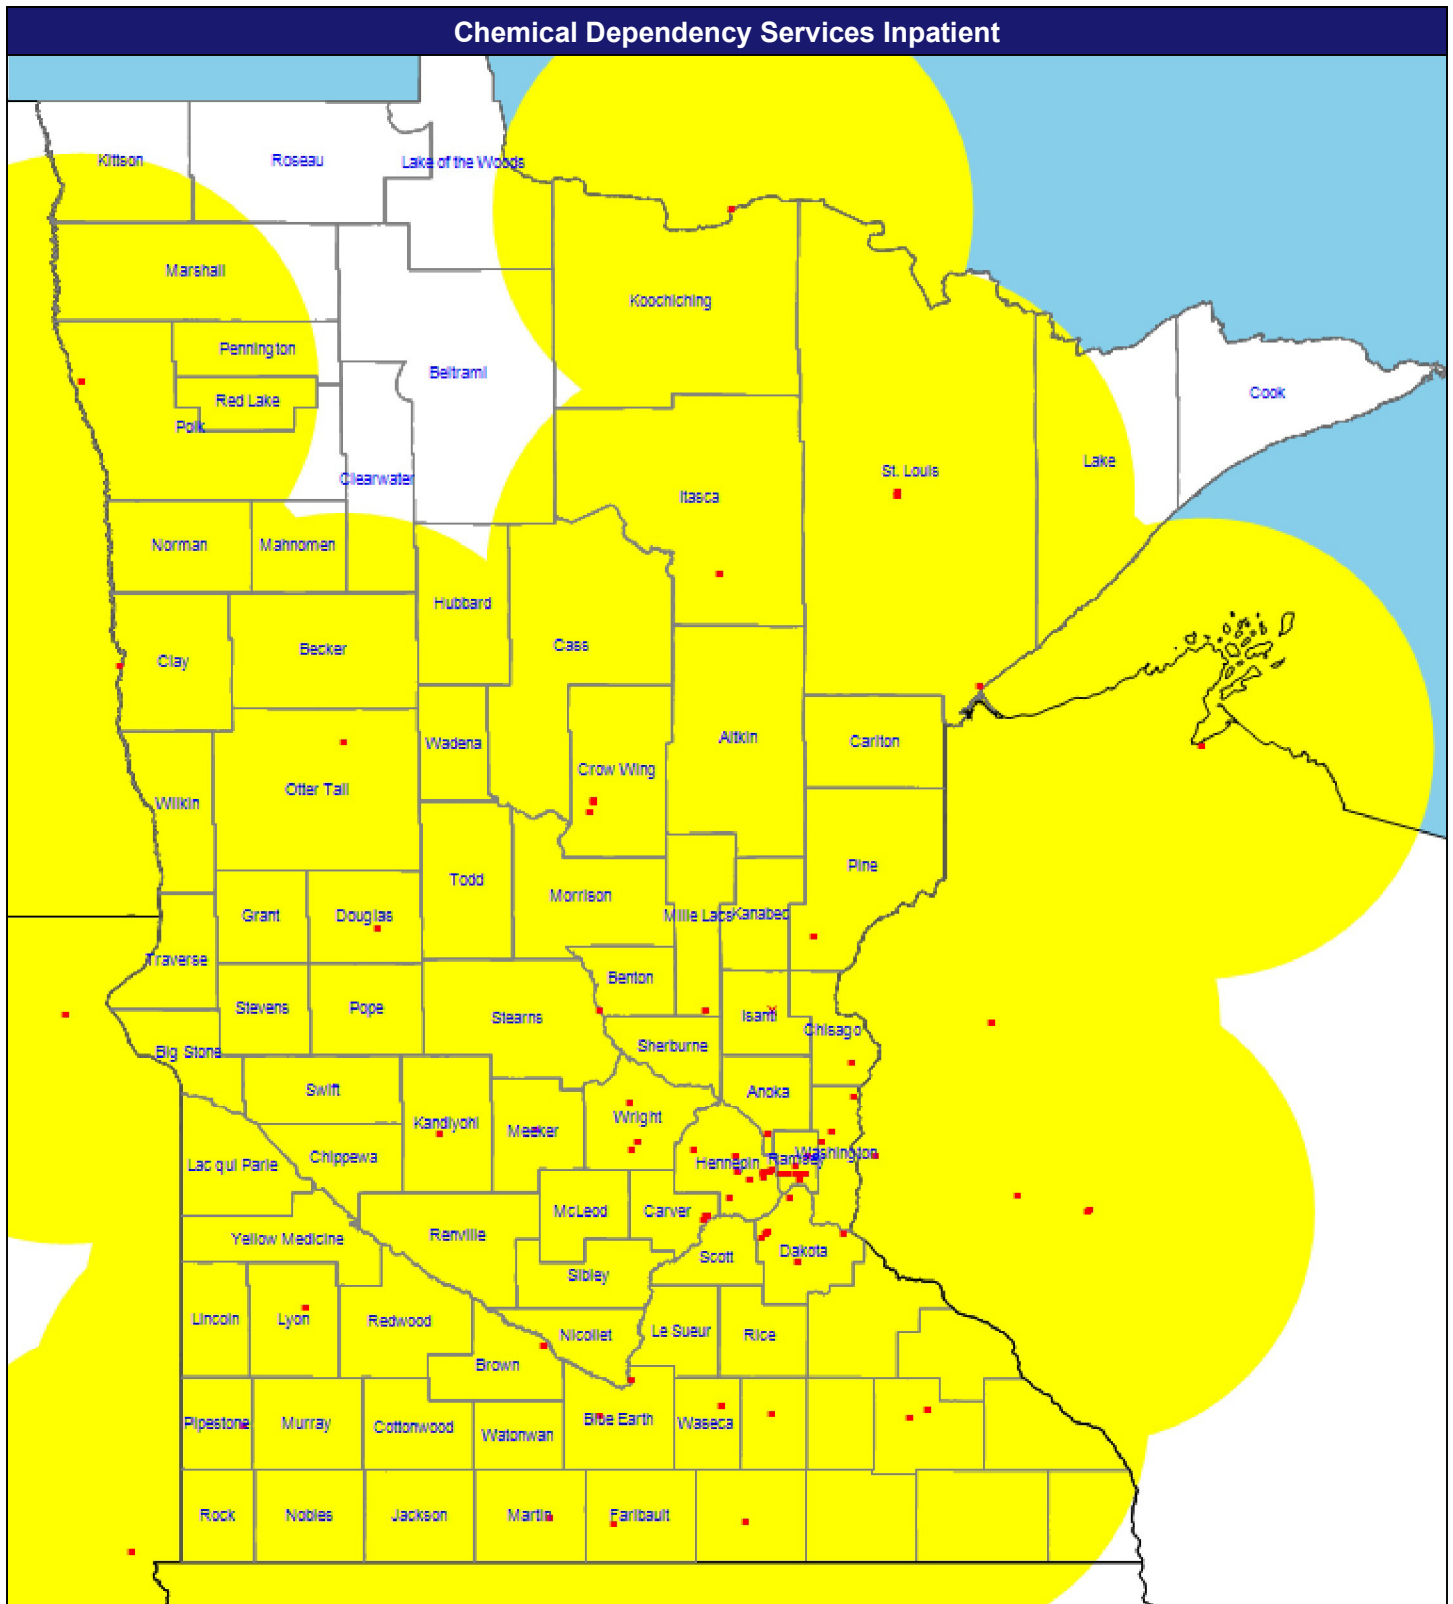 Chemical Dependency Services Inpatient
Kittson
Roseau
Lake of the Woods
Marshall
Koochiching
Pennington
Beltrami
Red Lake
Cook
Polk
Lake
St. Louis
Clearwater
Itasca
Norman
Mahnomen
Hubbard
Cass
Becker
Clay
Aitkin
Carlton
Wadena
Crow Wing
Otter Tail
Wilkin
Pine
Todd
Morrison
Grant
Douglas
Mille Lacs
Kanabec
Traverse
Benton
Stevens
Pope
Stearns
Isanti
Chisago
Sherburne
Big Stone
Swift
Anoka
Wright
Kandiyohi
Meeker
Washington
Chippewa
Lac qui Parle
Hennepin
Ramsey
McLeod
Carver
Renville
Yellow Medicine
Scott
Dakota
Sibley
Lincoln
Lyon
Redwood
Nicollet
Le Sueur
Rice
Brown
Pipestone
Murray
Cottonwood
Watonwan
Blue Earth
Waseca
Rock
Nobles
Jackson
Martin
Faribault